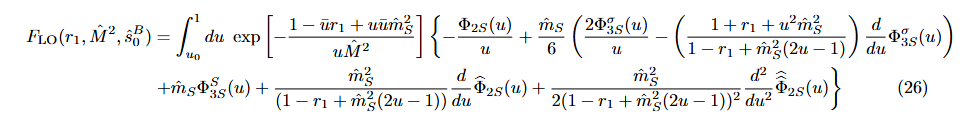 $F_{\mathrm{LO}}(r_1, \hat{M}^2, \hat{s}_0^B) = \int_{u_0}^{1} du \; \exp\left[-\frac{1 - \bar{u}r_1 + u\bar{u}\hat{m}_S^2}{u\hat{M}^2}\right] \left\{ -\frac{\Phi_{2S}(u)}{u} + \frac{\hat{m}_S}{6} \left( \frac{2\Phi_{3S}^{\sigma}(u)}{u} - \left( \frac{1 + r_1 + u^2\hat{m}_S^2}{1 - r_1 + \hat{m}_S^2(2u-1)} \right) \frac{d}{du}\Phi_{3S}^{\sigma}(u) \right) \right.$
$\left. +\hat{m}_S\Phi_{3S}^{S}(u) + \frac{\hat{m}_S^2}{(1 - r_1 + \hat{m}_S^2(2u-1))} \frac{d}{du}\widehat{\Phi}_{2S}(u) + \frac{\hat{m}_S^2}{2(1 - r_1 + \hat{m}_S^2(2u-1))^2} \frac{d^2}{du^2}\widehat{\widehat{\Phi}}_{2S}(u) \right\} \quad (26)$